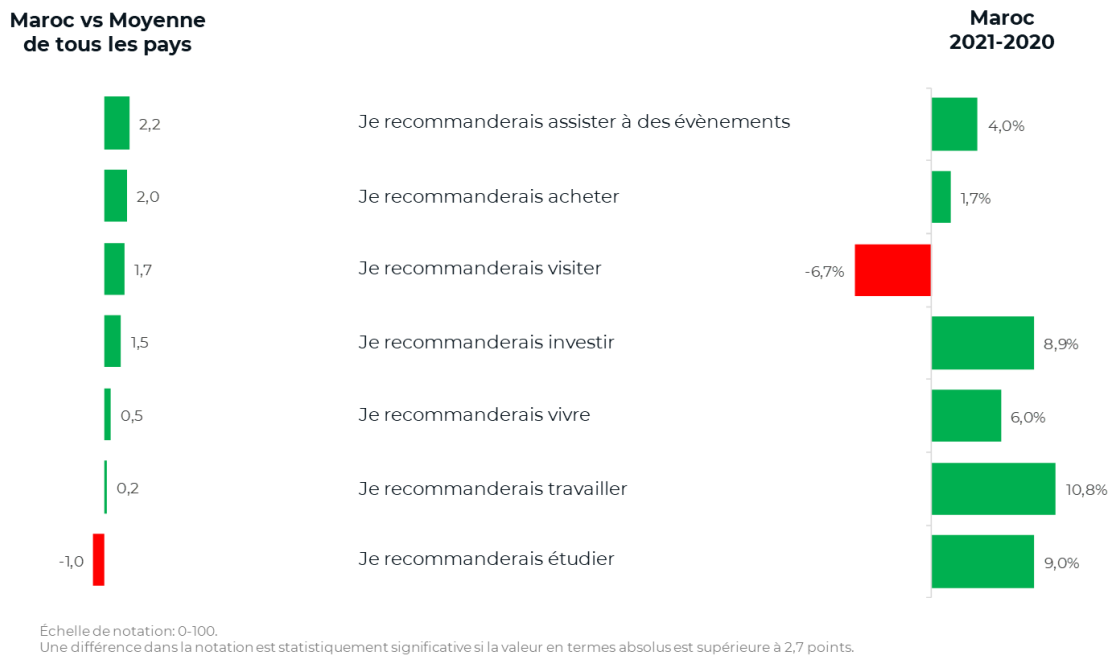 Maroc vs Moyenne
de tous les pays
Maroc
2021-2020
2,2 Je recommanderais assister à des évènements 4,0%
2,0 Je recommanderais acheter 1,7%
1,7 Je recommanderais visiter -6,7%
1,5 Je recommanderais investir 8,9%
0,5 Je recommanderais vivre 6,0%
0,2 Je recommanderais travailler 10,8%
-1,0 Je recommanderais étudier 9,0%
Échelle de notation: 0-100.
Une différence dans la notation est statistiquement significative si la valeur en termes absolus est supérieure à 2,7 points.